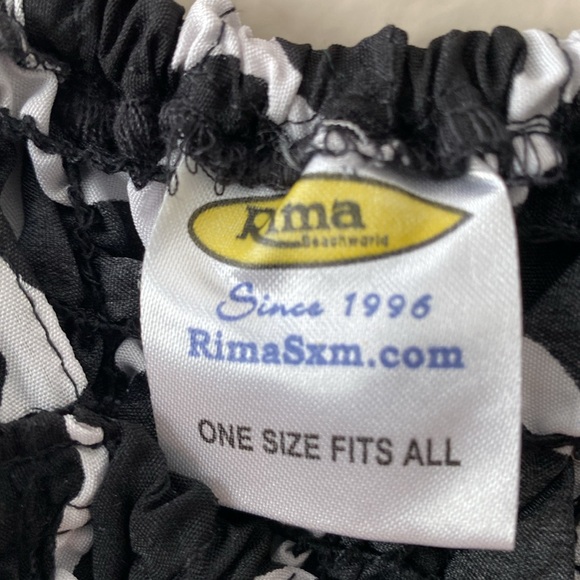 Rima
Beachworld
Since 1996
RimaSxm.com
ONE SIZE FITS ALL